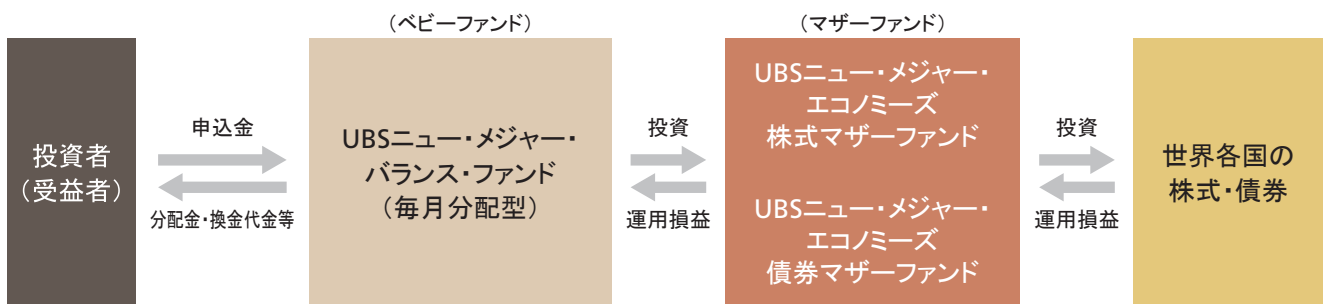 （ベビーファンド）
（マザーファンド）
投資者
（受益者）
申込金
分配金・換金代金等
UBSニュー・メジャー・
バランス・ファンド
（毎月分配型）
投資
運用損益
UBSニュー・メジャー・
エコノミーズ
株式マザーファンド
UBSニュー・メジャー・
エコノミーズ
債券マザーファンド
投資
運用損益
世界各国の
株式・債券